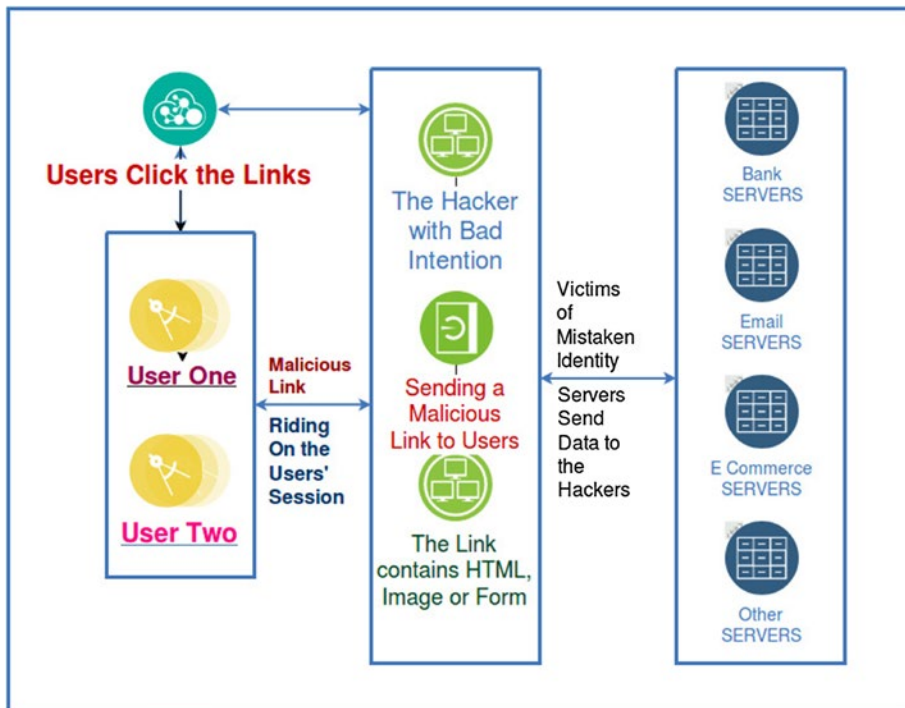 Users Click the Links
User One
User Two
Malicious
Link
Riding
On the
Users'
Session
The Hacker
with Bad
Intention
Sending a
Malicious
Link to Users
The Link
contains HTML,
Image or Form
Victims
of
Mistaken
Identity
Servers
Send
Data to
the
Hackers
Bank
SERVERS
Email
SERVERS
E Commerce
SERVERS
Other
SERVERS